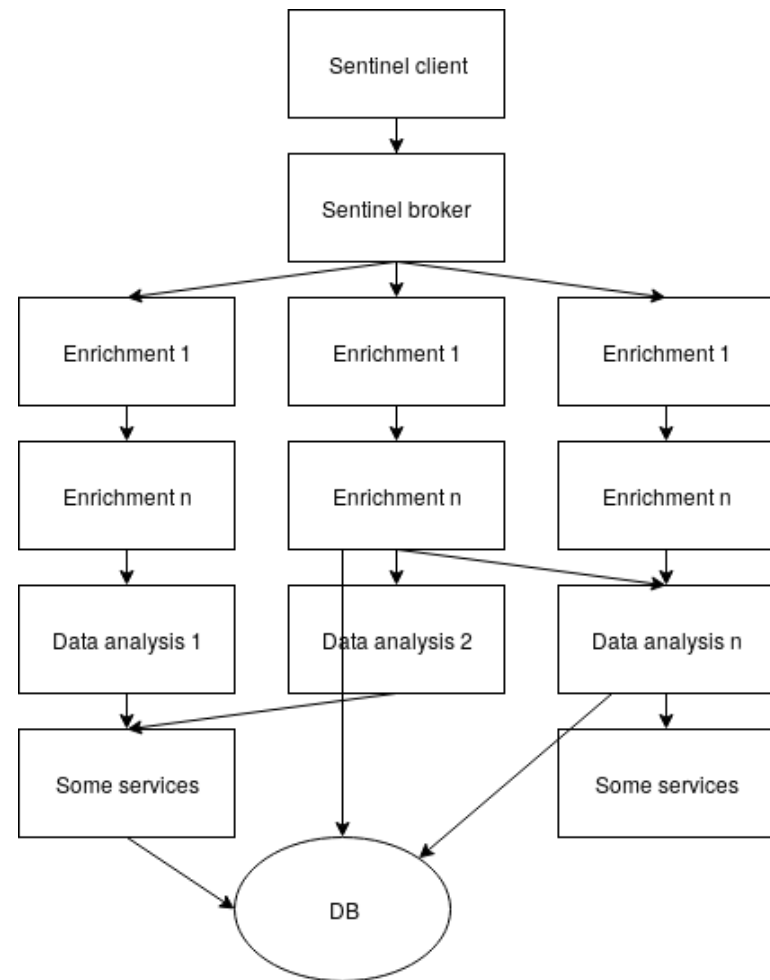 Sentinel client
Sentinel broker
Enrichment 1
Enrichment 1
Enrichment 1
Enrichment n
Enrichment n
Enrichment n
Data analysis 1
Data analysis 2
Data analysis n
Some services
Some services
DB